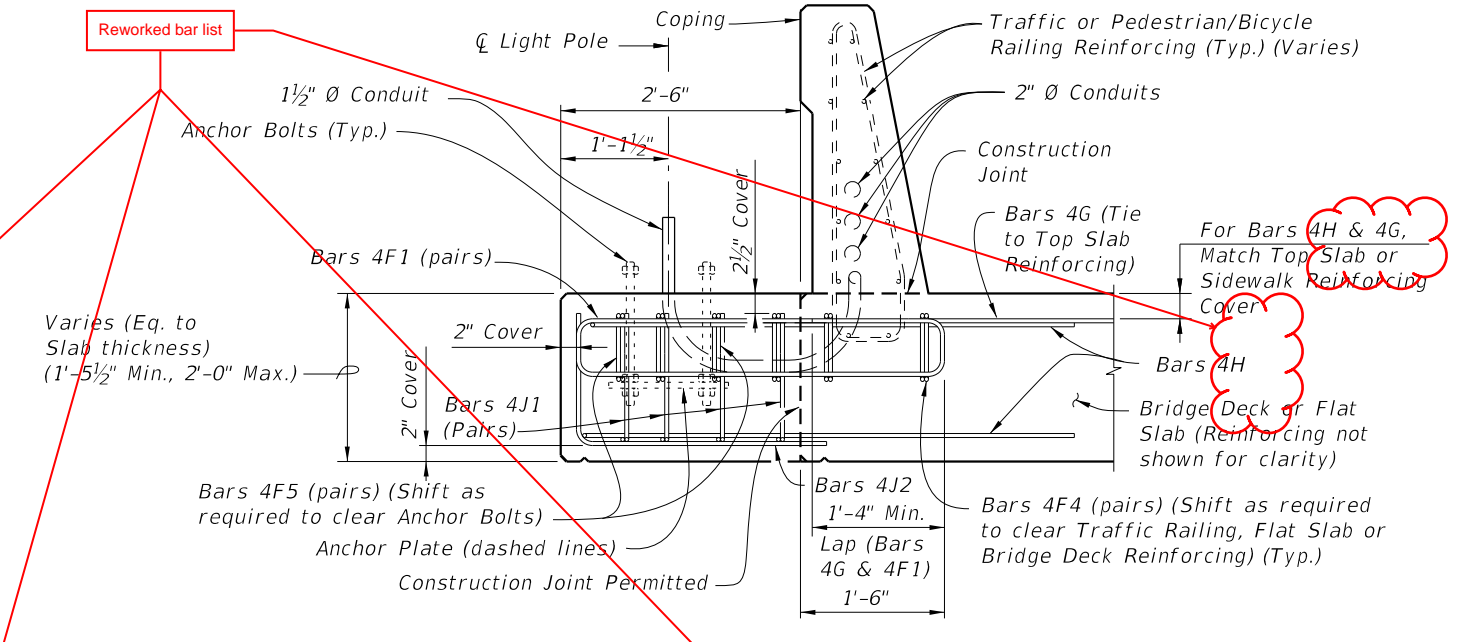 Reworked bar list
Coping
Traffic or Pedestrian/Bicycle
Railing Reinforcing (Typ.) (Varies)
℄ Light Pole
1½" Ø Conduit
2'-6"
2" Ø Conduits
Anchor Bolts (Typ.)
1'-1½"
Construction
Joint
2½" Cover
Bars 4G (Tie
to Top Slab
Reinforcing)
For Bars 4H & 4G,
Match Top Slab or
Sidewalk Reinforcing
Cover
Bars 4F1 (pairs)
Varies (Eq. to
Slab thickness)
(1'-5½" Min., 2'-0" Max.)
2" Cover
Bars 4H
2" Cover
Bars 4J1
(Pairs)
Bridge Deck or Flat
Slab (Reinforcing not
shown for clarity)
Bars 4F5 (pairs) (Shift as
required to clear Anchor Bolts)
Bars 4J2
1'-4" Min.
Lap (Bars
4G & 4F1)
Bars 4F4 (pairs) (Shift as required
to clear Traffic Railing, Flat Slab or
Bridge Deck Reinforcing) (Typ.)
Anchor Plate (dashed lines)
Construction Joint Permitted
1'-6"